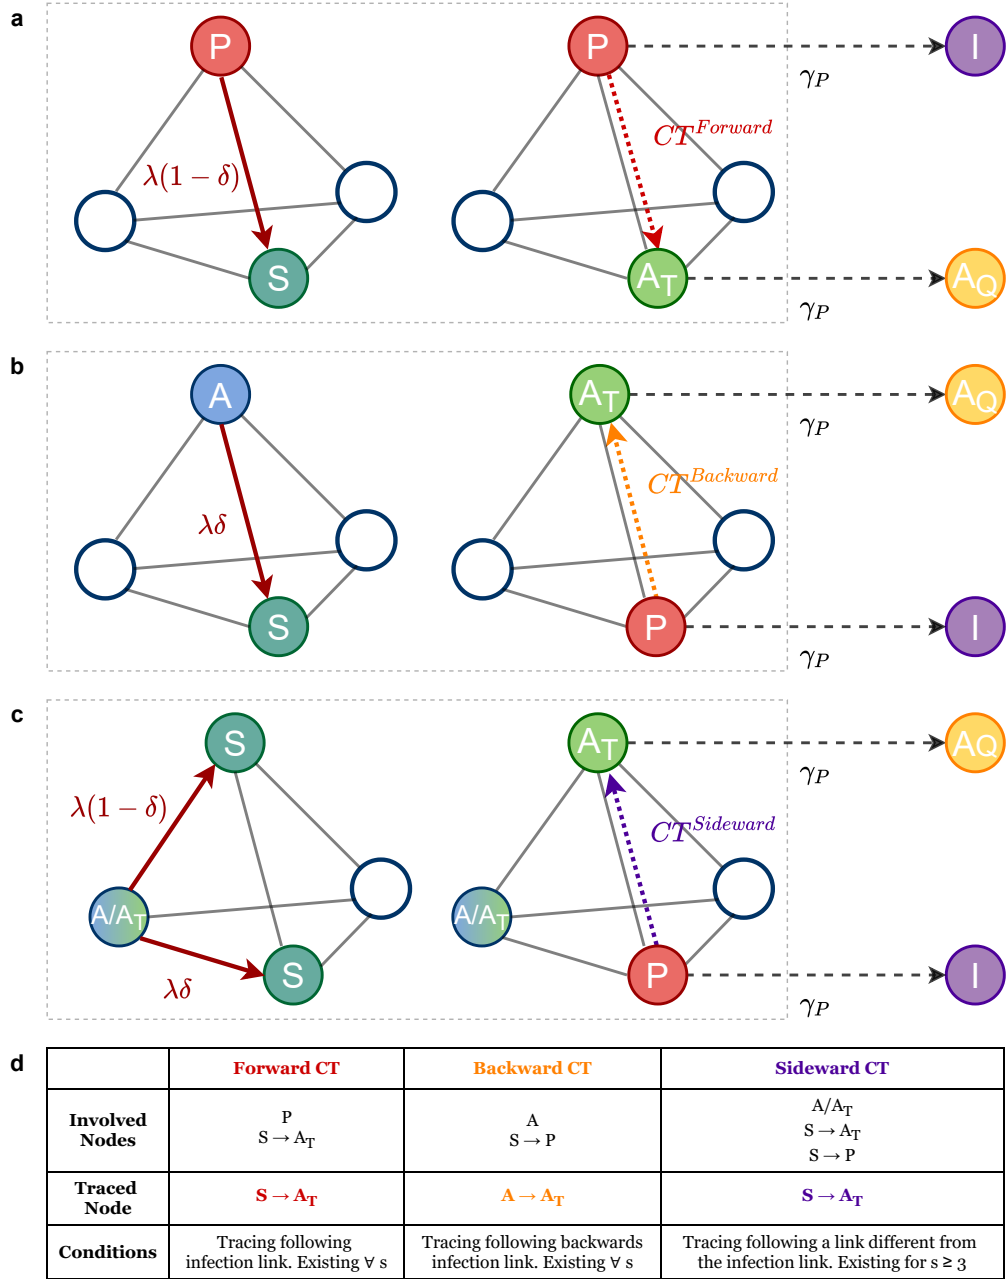 a
P
P
I
γ_P
CT^Forward
λ(1 − δ)
S
A_T
A_Q
γ_P
b
A
A_T
A_Q
γ_P
CT^Backward
λδ
S
P
I
γ_P
c
S
A_T
A_Q
γ_P
λ(1 − δ)
CT^Sideward
A/A_T
A/A_T
λδ
S
P
I
γ_P
d
Forward CT
Backward CT
Sideward CT
Involved
Nodes
P
S → A_T
A
S → P
A/A_T
S → A_T
S → P
Traced
Node
S → A_T
A → A_T
S → A_T
Conditions
Tracing following
infection link. Existing ∀ s
Tracing following backwards
infection link. Existing ∀ s
Tracing following a link different from
the infection link. Existing for s ≥ 3